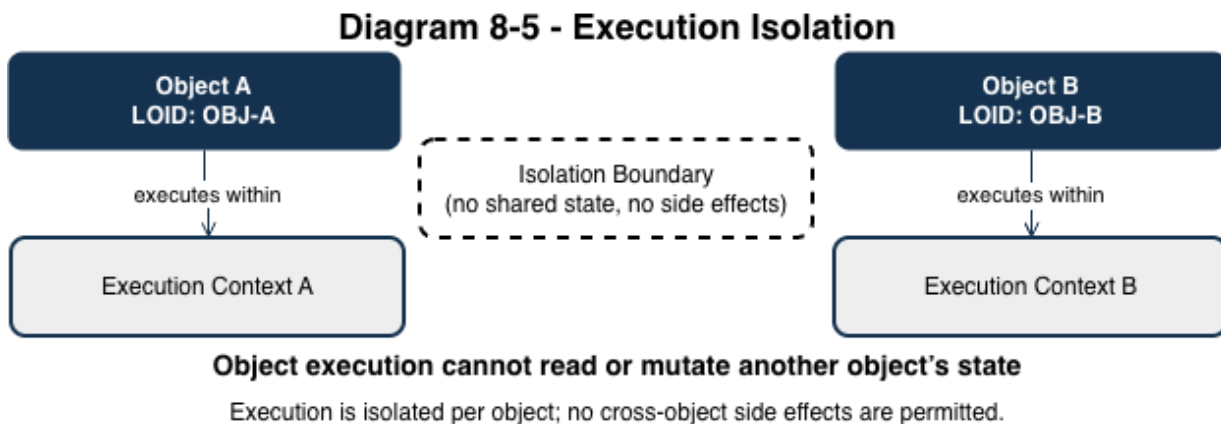 Diagram 8-5 - Execution Isolation
Object A
LOID: OBJ-A
Object B
LOID: OBJ-B
Isolation Boundary
(no shared state, no side effects)
executes within
executes within
Execution Context A
Execution Context B
Object execution cannot read or mutate another object’s state
Execution is isolated per object; no cross-object side effects are permitted.